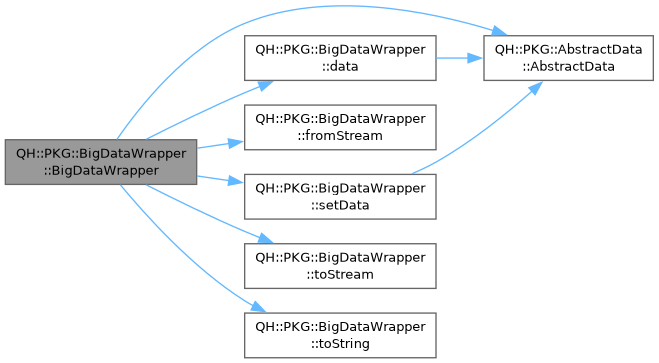 QH::PKG::BigDataWrapper
::BigDataWrapper
QH::PKG::BigDataWrapper
::data
QH::PKG::BigDataWrapper
::fromStream
QH::PKG::BigDataWrapper
::setData
QH::PKG::BigDataWrapper
::toStream
QH::PKG::BigDataWrapper
::toString
QH::PKG::AbstractData
::AbstractData